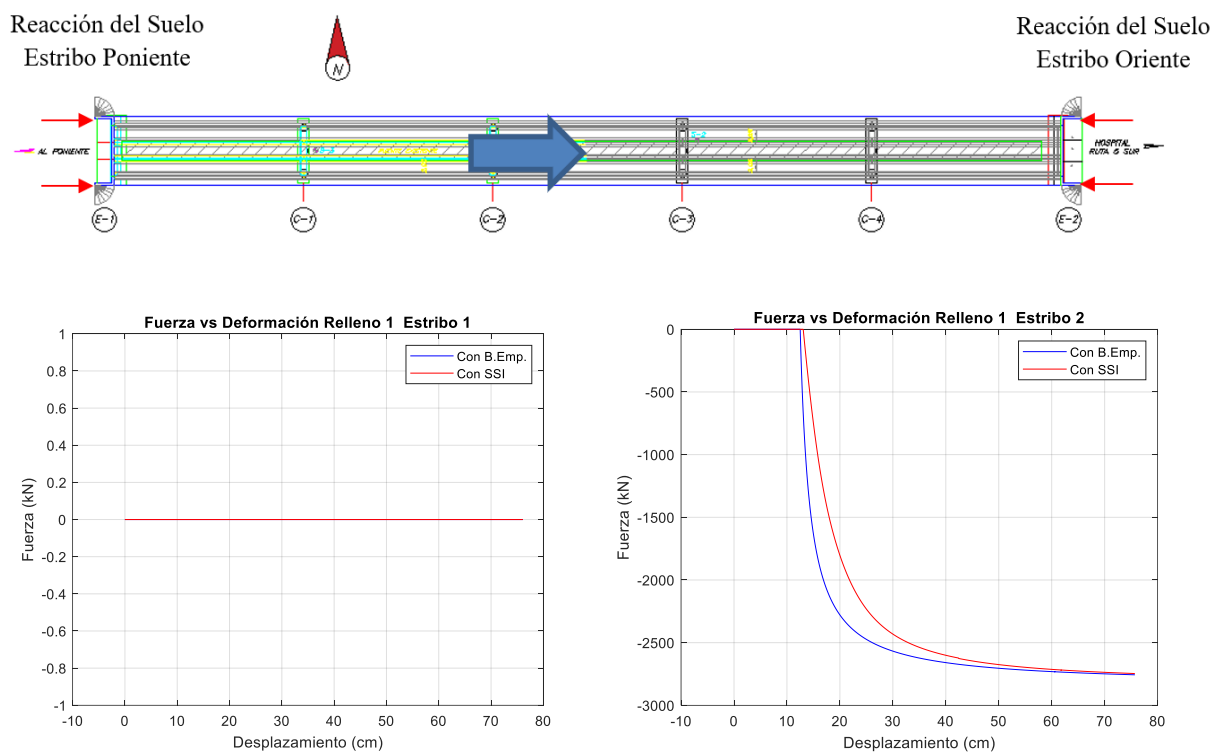 Reacción del Suelo
Estribo Poniente
N
Reacción del Suelo
Estribo Oriente
AL PONIENTE
HOSPITAL
RUTA 5 SUR
E-1
C-1
C-2
C-3
C-4
E-2
Fuerza vs Deformación Relleno 1 Estribo 1
Con B.Emp.
Con SSI
1
0.8
0.6
0.4
0.2
0
-0.2
-0.4
-0.6
-0.8
-1
Fuerza (kN)
-10 0 10 20 30 40 50 60 70 80
Desplazamiento (cm)
Fuerza vs Deformación Relleno 1 Estribo 2
Con B.Emp.
Con SSI
0
-500
-1000
-1500
-2000
-2500
-3000
Fuerza (kN)
-10 0 10 20 30 40 50 60 70 80
Desplazamiento (cm)